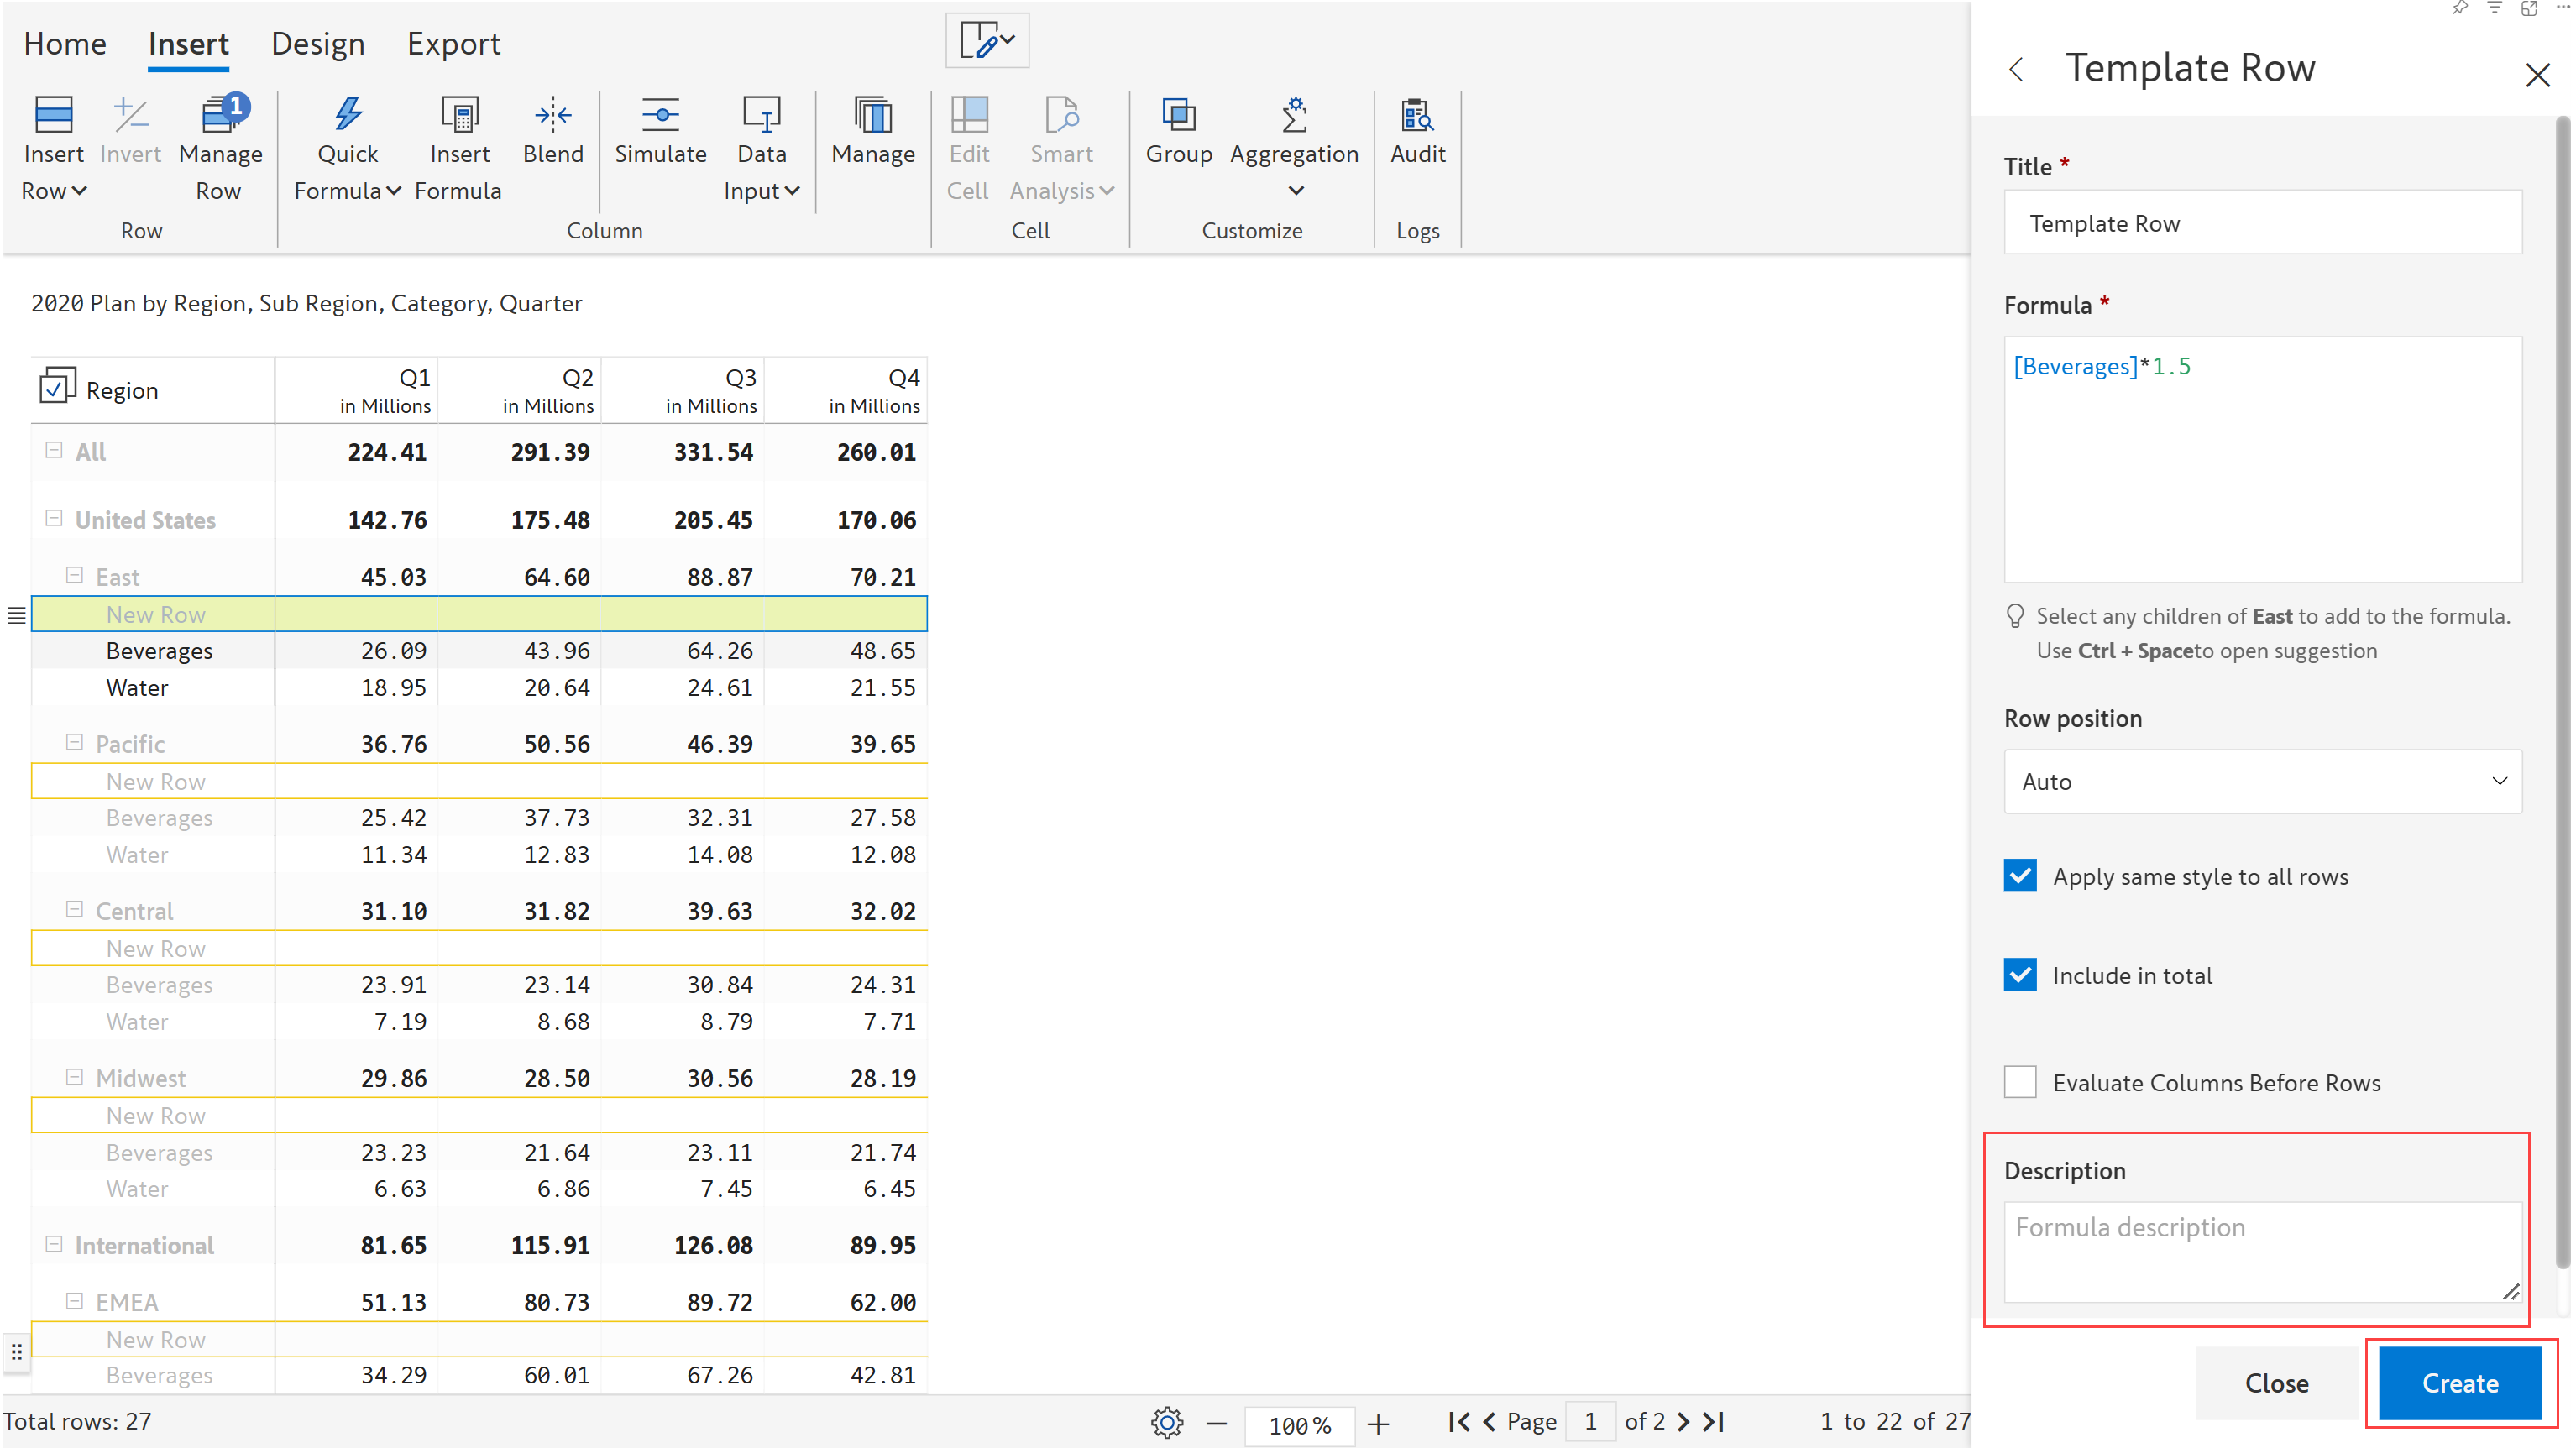 Home Insert Design Export
1
Insert Invert Manage Quick Insert Blend Simulate Data Manage Edit Smart Group Aggregation Audit
Row Row Formula Formula Input Cell Analysis
Row Column Cell Customize Logs
2020 Plan by Region, Sub Region, Category, Quarter
Region Q1 Q2 Q3 Q4
in Millions in Millions in Millions in Millions
All 224.41 291.39 331.54 260.01
United States 142.76 175.48 205.45 170.06
East 45.03 64.60 88.87 70.21
New Row
Beverages 26.09 43.96 64.26 48.65
Water 18.95 20.64 24.61 21.55
Pacific 36.76 50.56 46.39 39.65
New Row
Beverages 25.42 37.73 32.31 27.58
Water 11.34 12.83 14.08 12.08
Central 31.10 31.82 39.63 32.02
New Row
Beverages 23.91 23.14 30.84 24.31
Water 7.19 8.68 8.79 7.71
Midwest 29.86 28.50 30.56 28.19
New Row
Beverages 23.23 21.64 23.11 21.74
Water 6.63 6.86 7.45 6.45
International 81.65 115.91 126.08 89.95
EMEA 51.13 80.73 89.72 62.00
New Row
Beverages 34.29 60.01 67.26 42.81
Total rows: 27 100% Page 1 of 2 1 to 22 of 27
Template Row
Title *
Template Row
Formula *
[Beverages]*1.5
Select any children of East to add to the formula.
Use Ctrl + Spaceto open suggestion
Row position
Auto
Apply same style to all rows
Include in total
Evaluate Columns Before Rows
Description
Formula description
Close Create